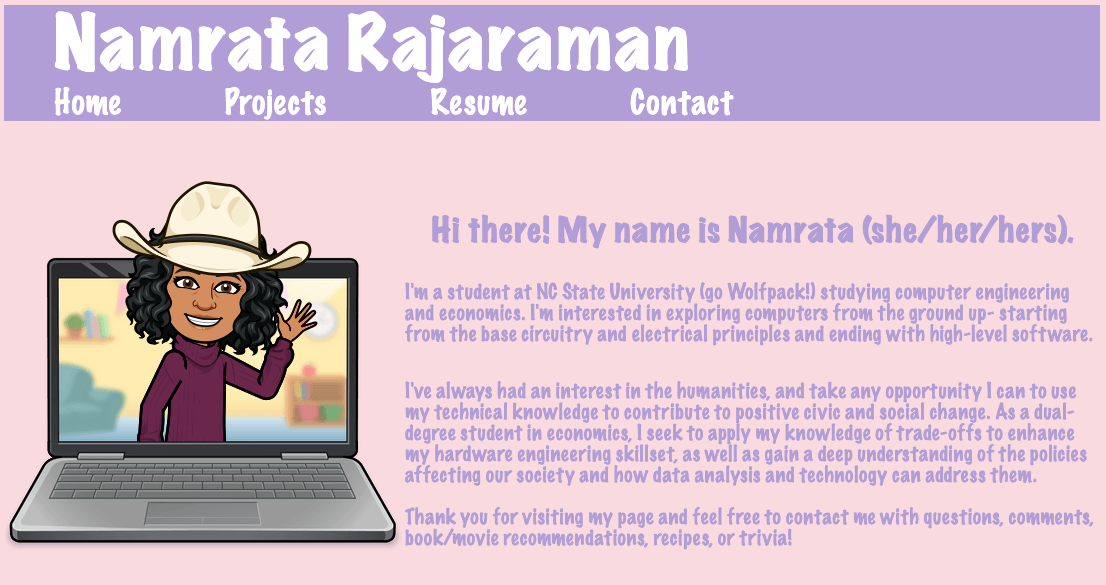 Namrata Rajaraman
Home Projects Resume Contact
Hi there! My name is Namrata (she/her/hers).
I'm a student at NC State University (go Wolfpack!) studying computer engineering
and economics. I'm interested in exploring computers from the ground up- starting
from the base circuitry and electrical principles and ending with high-level software.
I've always had an interest in the humanities, and take any opportunity I can to use
my technical knowledge to contribute to positive civic and social change. As a dual-
degree student in economics, I seek to apply my knowledge of trade-offs to enhance
my hardware engineering skillset, as well as gain a deep understanding of the policies
affecting our society and how data analysis and technology can address them.
Thank you for visiting my page and feel free to contact me with questions, comments,
book/movie recommendations, recipes, or trivia!